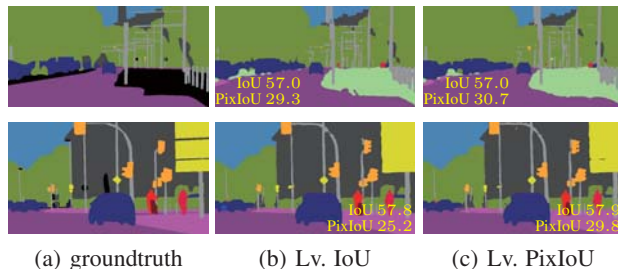 IoU 57.0
PixIoU 29.3
IoU 57.0
PixIoU 30.7
IoU 57.8
PixIoU 25.2
IoU 57.9
PixIoU 29.8
(a) groundtruth
(b) Lv. IoU
(c) Lv. PixIoU